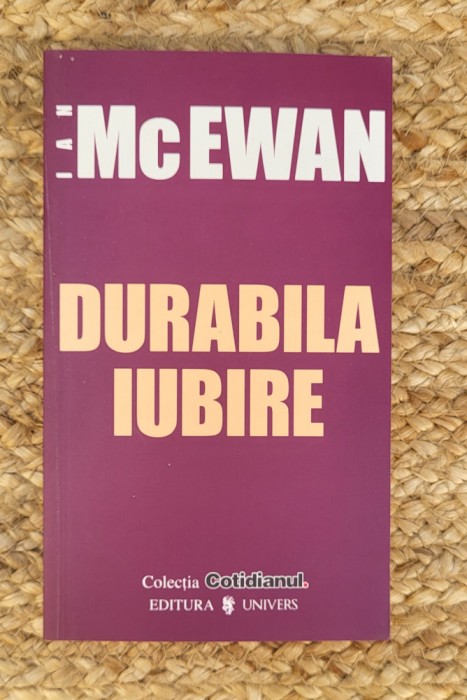 IAN
McEWAN
DURABILA
IUBIRE
Colecția Cotidianul.
EDITURA UNIVERS